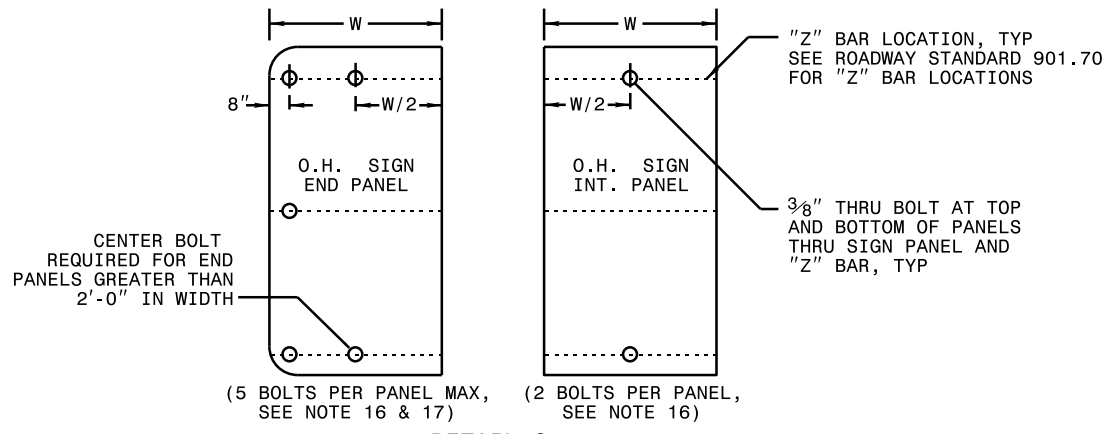 W
W
"Z" BAR LOCATION, TYP
SEE ROADWAY STANDARD 901.70
FOR "Z" BAR LOCATIONS
8"
W/2
W/2
O.H. SIGN
END PANEL
O.H. SIGN
INT. PANEL
3/8" THRU BOLT AT TOP
AND BOTTOM OF PANELS
THRU SIGN PANEL AND
"Z" BAR, TYP
CENTER BOLT
REQUIRED FOR END
PANELS GREATER THAN
2'-0" IN WIDTH
(5 BOLTS PER PANEL MAX,
SEE NOTE 16 & 17)
(2 BOLTS PER PANEL,
SEE NOTE 16)